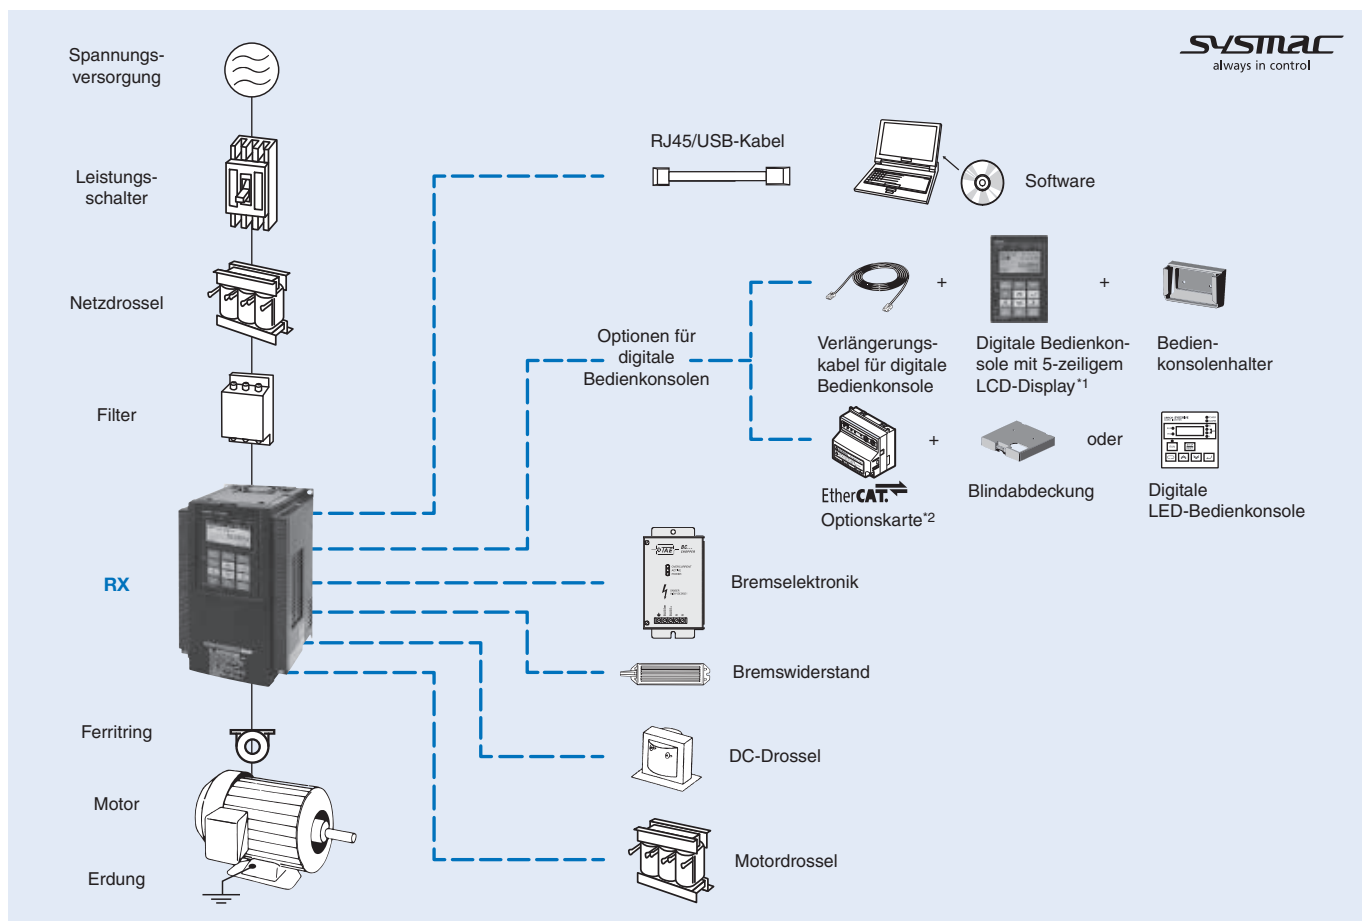 Spannungs-
versorgung
sysmac
always in control
Leistungs-
schalter
RJ45/USB-Kabel
Software
Netzdrossel
Optionen für
digitale
Bedienkonsolen
+
+
Verlängerungs-
kabel für digitale
Bedienkonsole
Digitale Bedienkon-
sole mit 5-zeiligem
LCD-Display*1
Bedien-
konsolenhalter
Filter
+
oder
EtherCAT.
Optionskarte*2
Blindabdeckung
Digitale
LED-Bedienkonsole
RX
Bremselektronik
Bremswiderstand
Ferritring
DC-Drossel
Motor
Motordrossel
Erdung